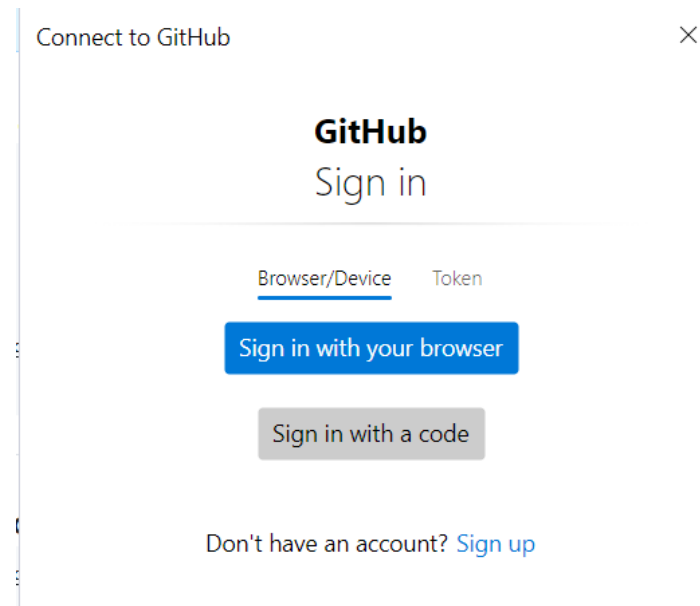 Connect to GitHub
GitHub
Sign in
Browser/Device Token
Sign in with your browser
Sign in with a code
Don't have an account? Sign up